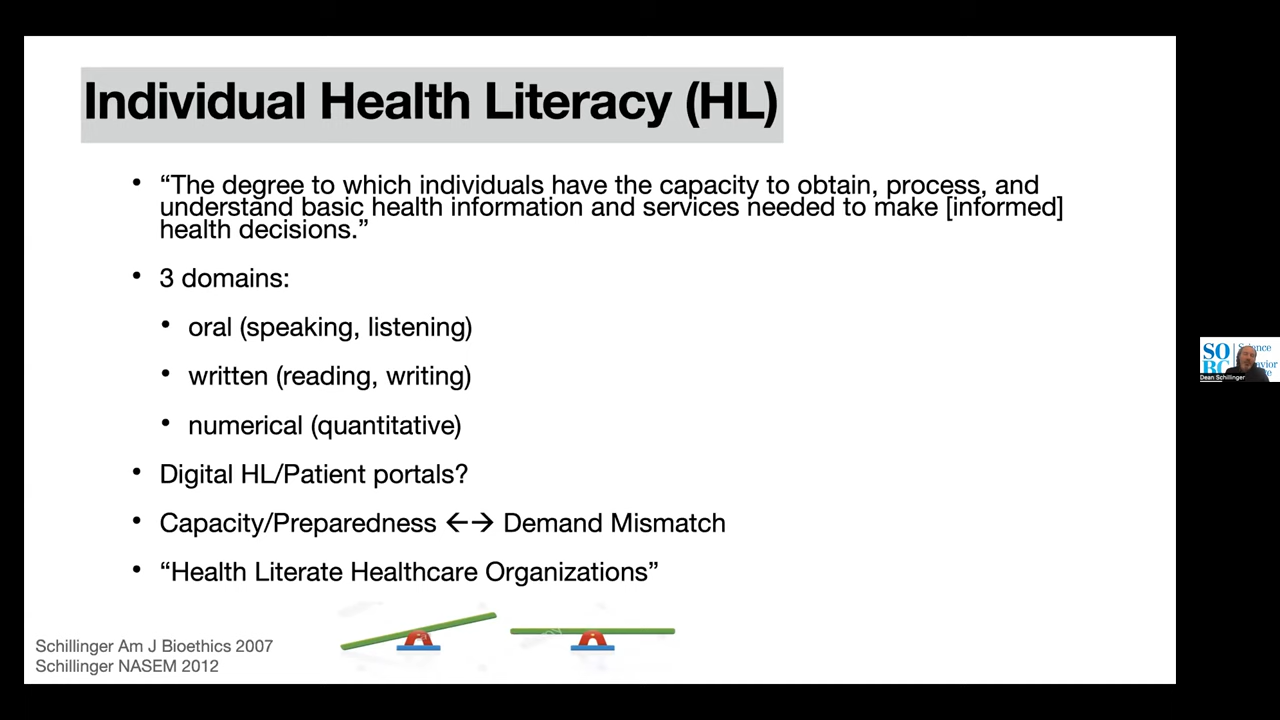 Individual Health Literacy (HL)
• “The degree to which individuals have the capacity to obtain, process, and
understand basic health information and services needed to make [informed]
health decisions.”
• 3 domains:
• oral (speaking, listening)
• written (reading, writing)
• numerical (quantitative)
• Digital HL/Patient portals?
• Capacity/Preparedness ←→ Demand Mismatch
• “Health Literate Healthcare Organizations”
Schillinger Am J Bioethics 2007
Schillinger NASEM 2012
SO
Dean Schillinger